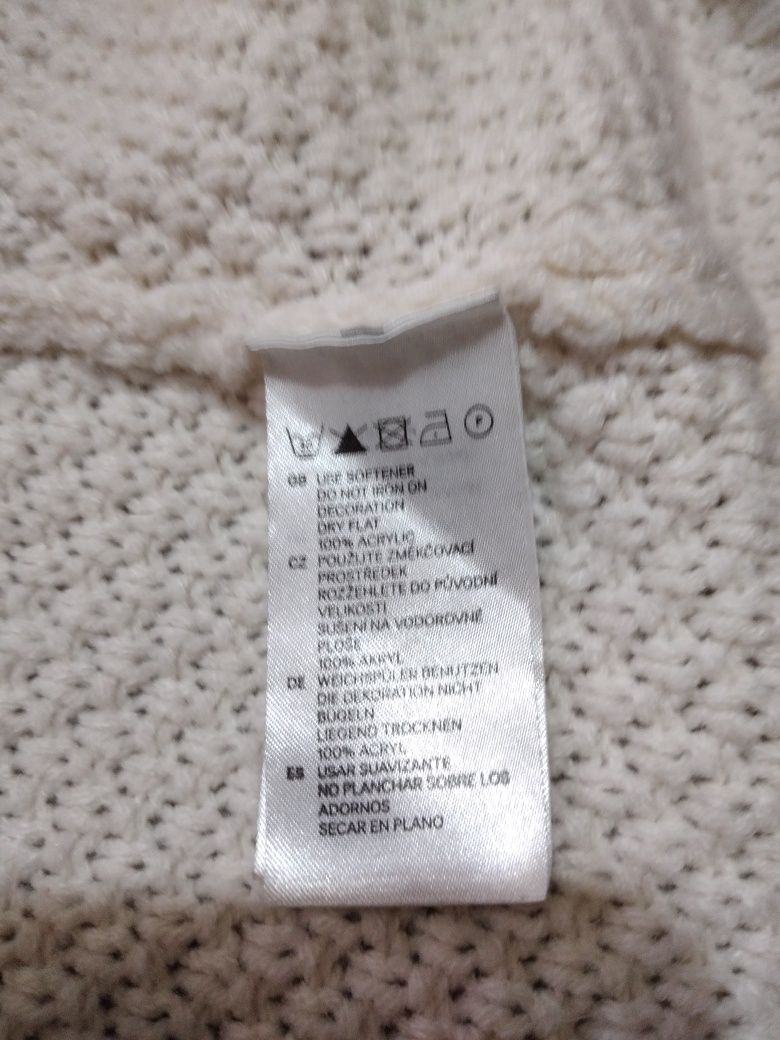 P
GB USE SOFTENER
DO NOT IRON ON
DECORATION
DRY FLAT
100% ACRYLIC
CZ POUŽIJTE ZMĚKČOVACÍ
PROSTŘEDEK
ROZŽEHLETE DO PŮVODNÍ
VELIKOSTI
SUŠENÍ NA VODOROVNÉ
PLOŠE
100% AKRYL
DE WEICHSPÜLER BENUTZEN
DIE DEKORATION NICHT
BÜGELN
LIEGEND TROCKNEN
100% ACRYL
ES USAR SUAVIZANTE
NO PLANCHAR SOBRE LOS
ADORNOS
SECAR EN PLANO